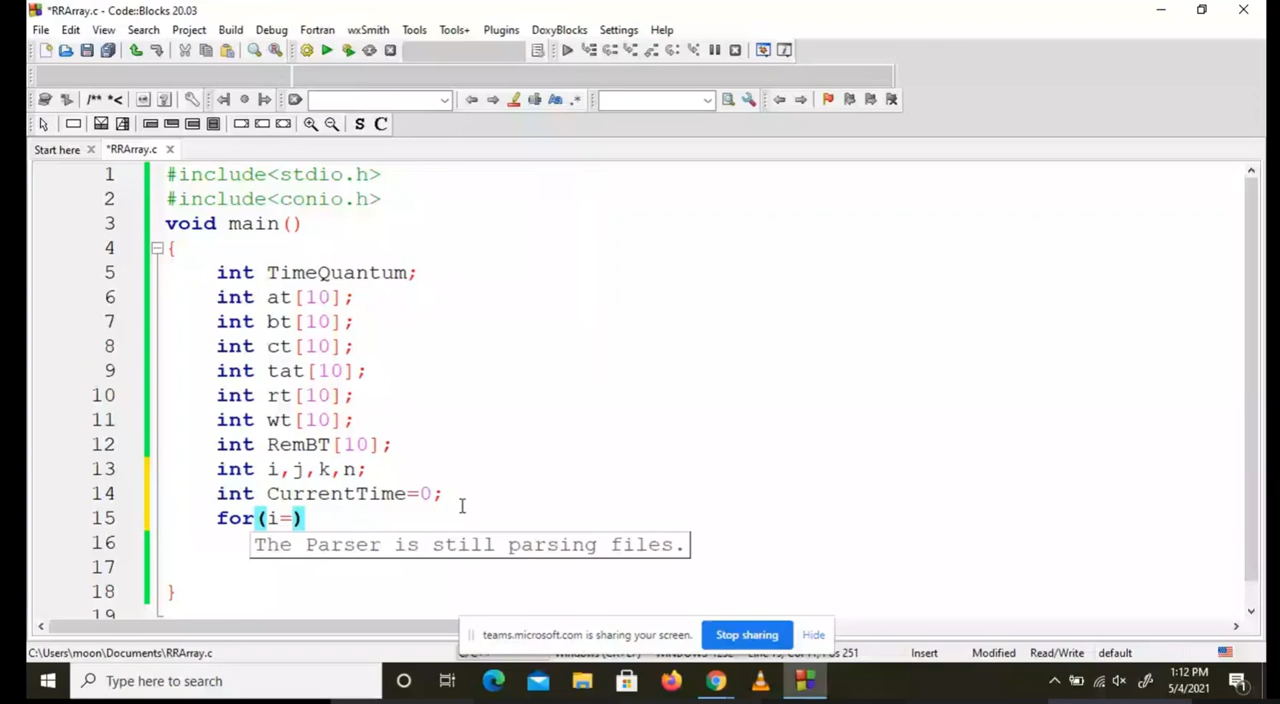 *RRArray.c - Code::Blocks 20.03
File Edit View Search Project Build Debug Fortran wxSmith Tools Tools+ Plugins DoxyBlocks Settings Help
/** *<
S C
Start here *RRArray.c
1 #include<stdio.h>
2 #include<conio.h>
3 void main()
4 {
5 int TimeQuantum;
6 int at[10];
7 int bt[10];
8 int ct[10];
9 int tat[10];
10 int rt[10];
11 int wt[10];
12 int RemBT[10];
13 int i,j,k,n;
14 int CurrentTime=0;
15 for(i=)
16 The Parser is still parsing files.
17
18 }
19
teams.microsoft.com is sharing your screen. Stop sharing Hide
C:\Users\moon\Documents\RRArray.c Insert Modified Read/Write default
Type here to search
1:12 PM
5/4/2021